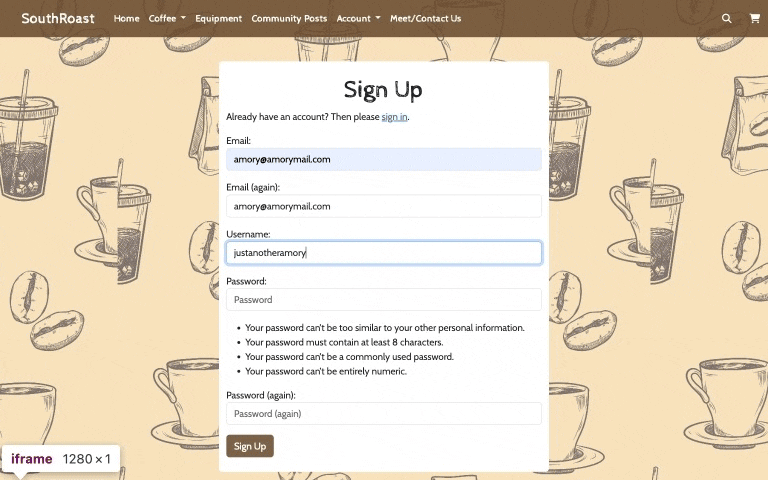 SouthRoast Home Coffee Equipment Community Posts Account Meet/Contact Us
Sign Up
Already have an account? Then please sign in.
Email:
amory@amorymail.com
Email (again):
amory@amorymail.com
Username:
justanotheramory
Password:
Password
• Your password can't be too similar to your other personal information.
• Your password must contain at least 8 characters.
• Your password can't be a commonly used password.
• Your password can't be entirely numeric.
Password (again):
Password (again)
Sign Up
iframe 1280×1